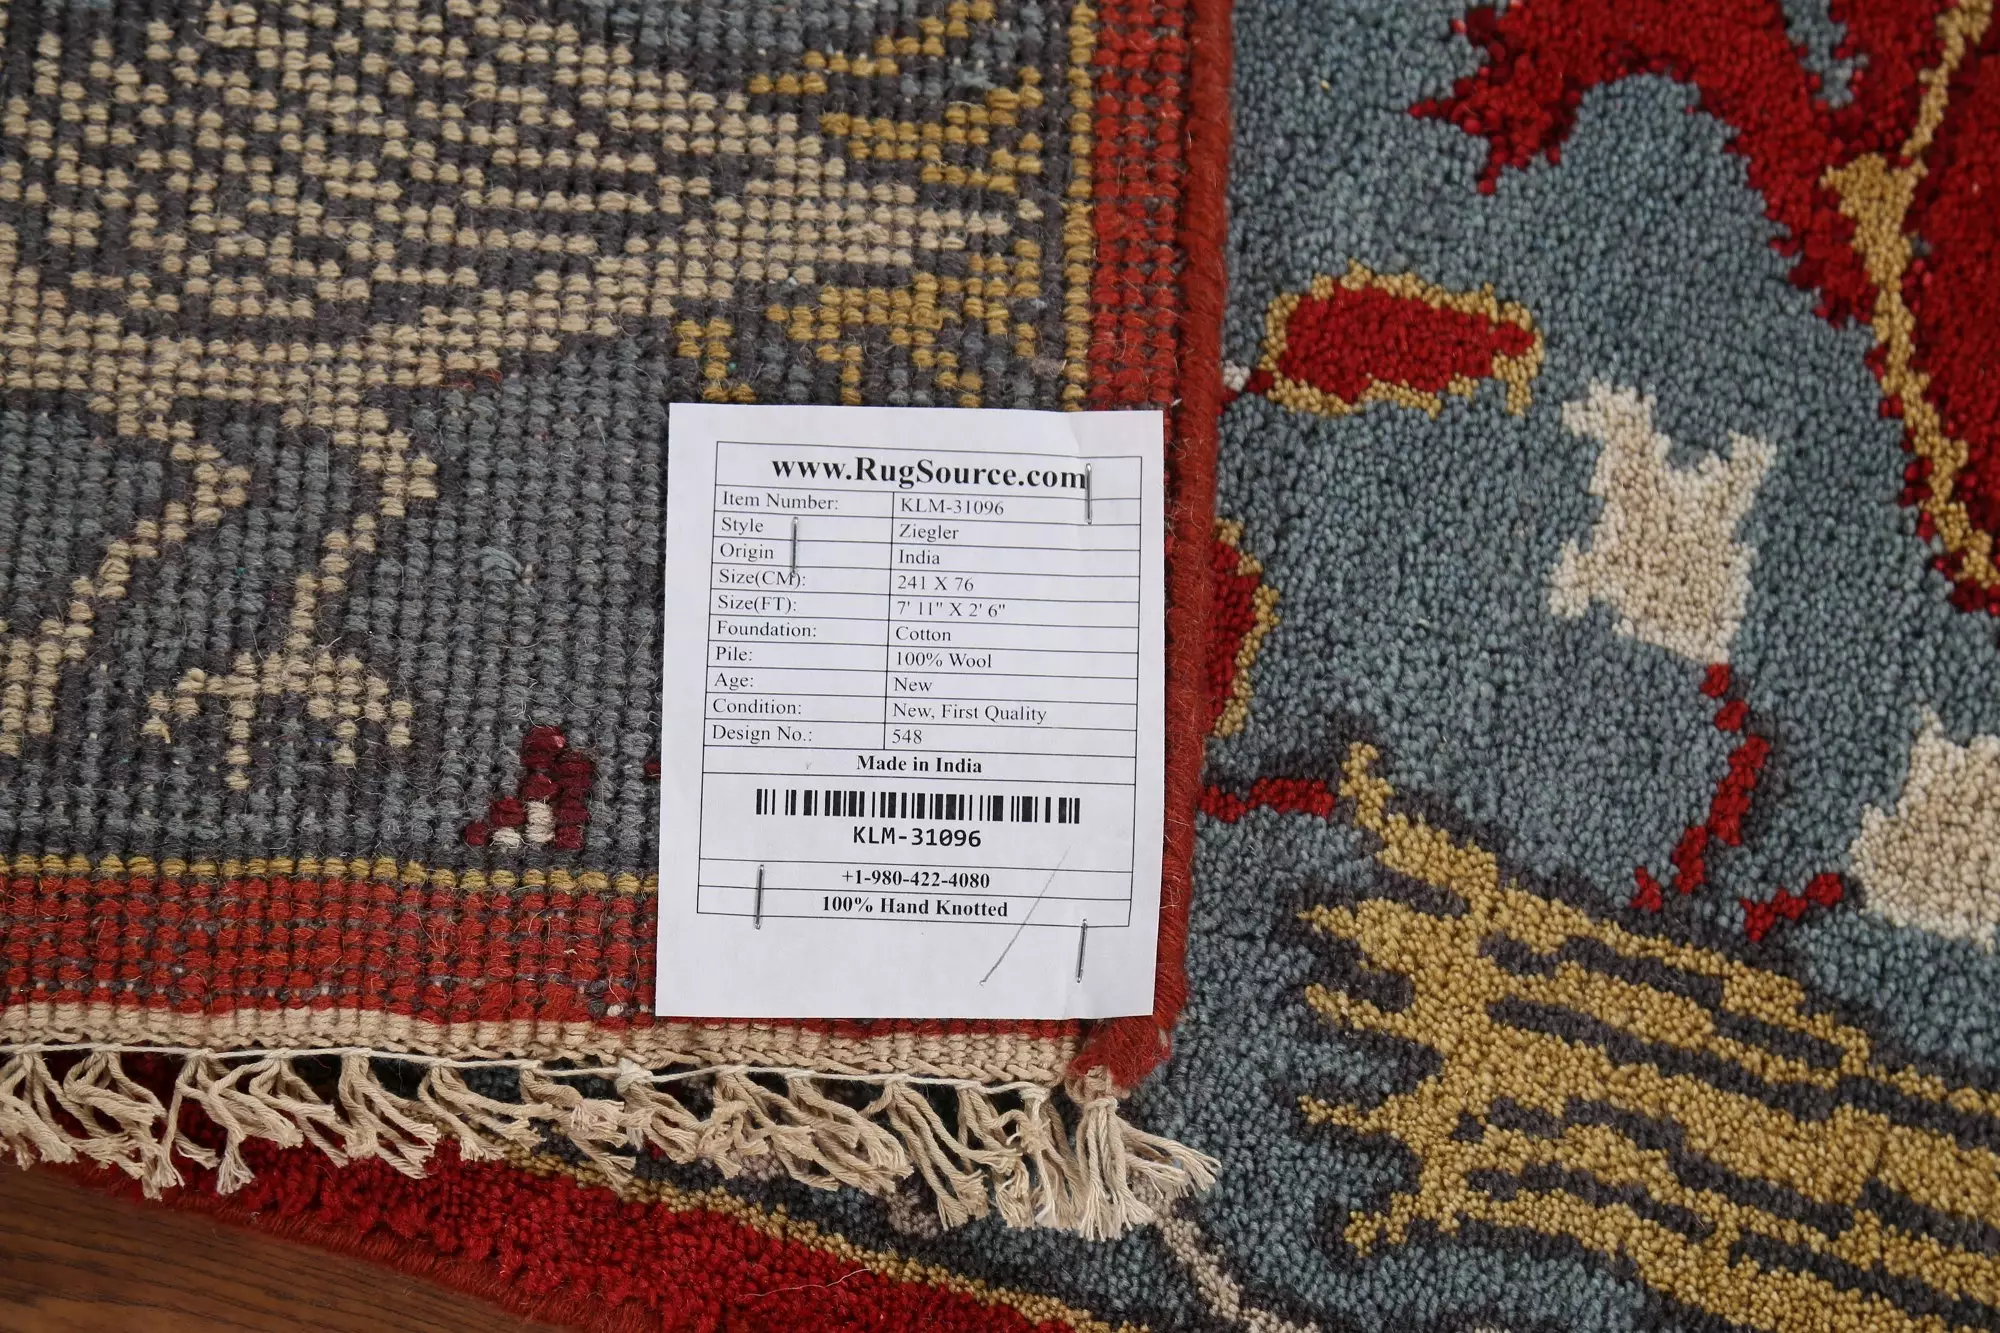 www.RugSource.com
Item Number: KLM-31096
Style Ziegler
Origin India
Size(CM): 241 X 76
Size(FT): 7' 11" X 2' 6"
Foundation: Cotton
Pile: 100% Wool
Age: New
Condition: New, First Quality
Design No.: 548
Made in India
KLM-31096
+1-980-422-4080
100% Hand Knotted